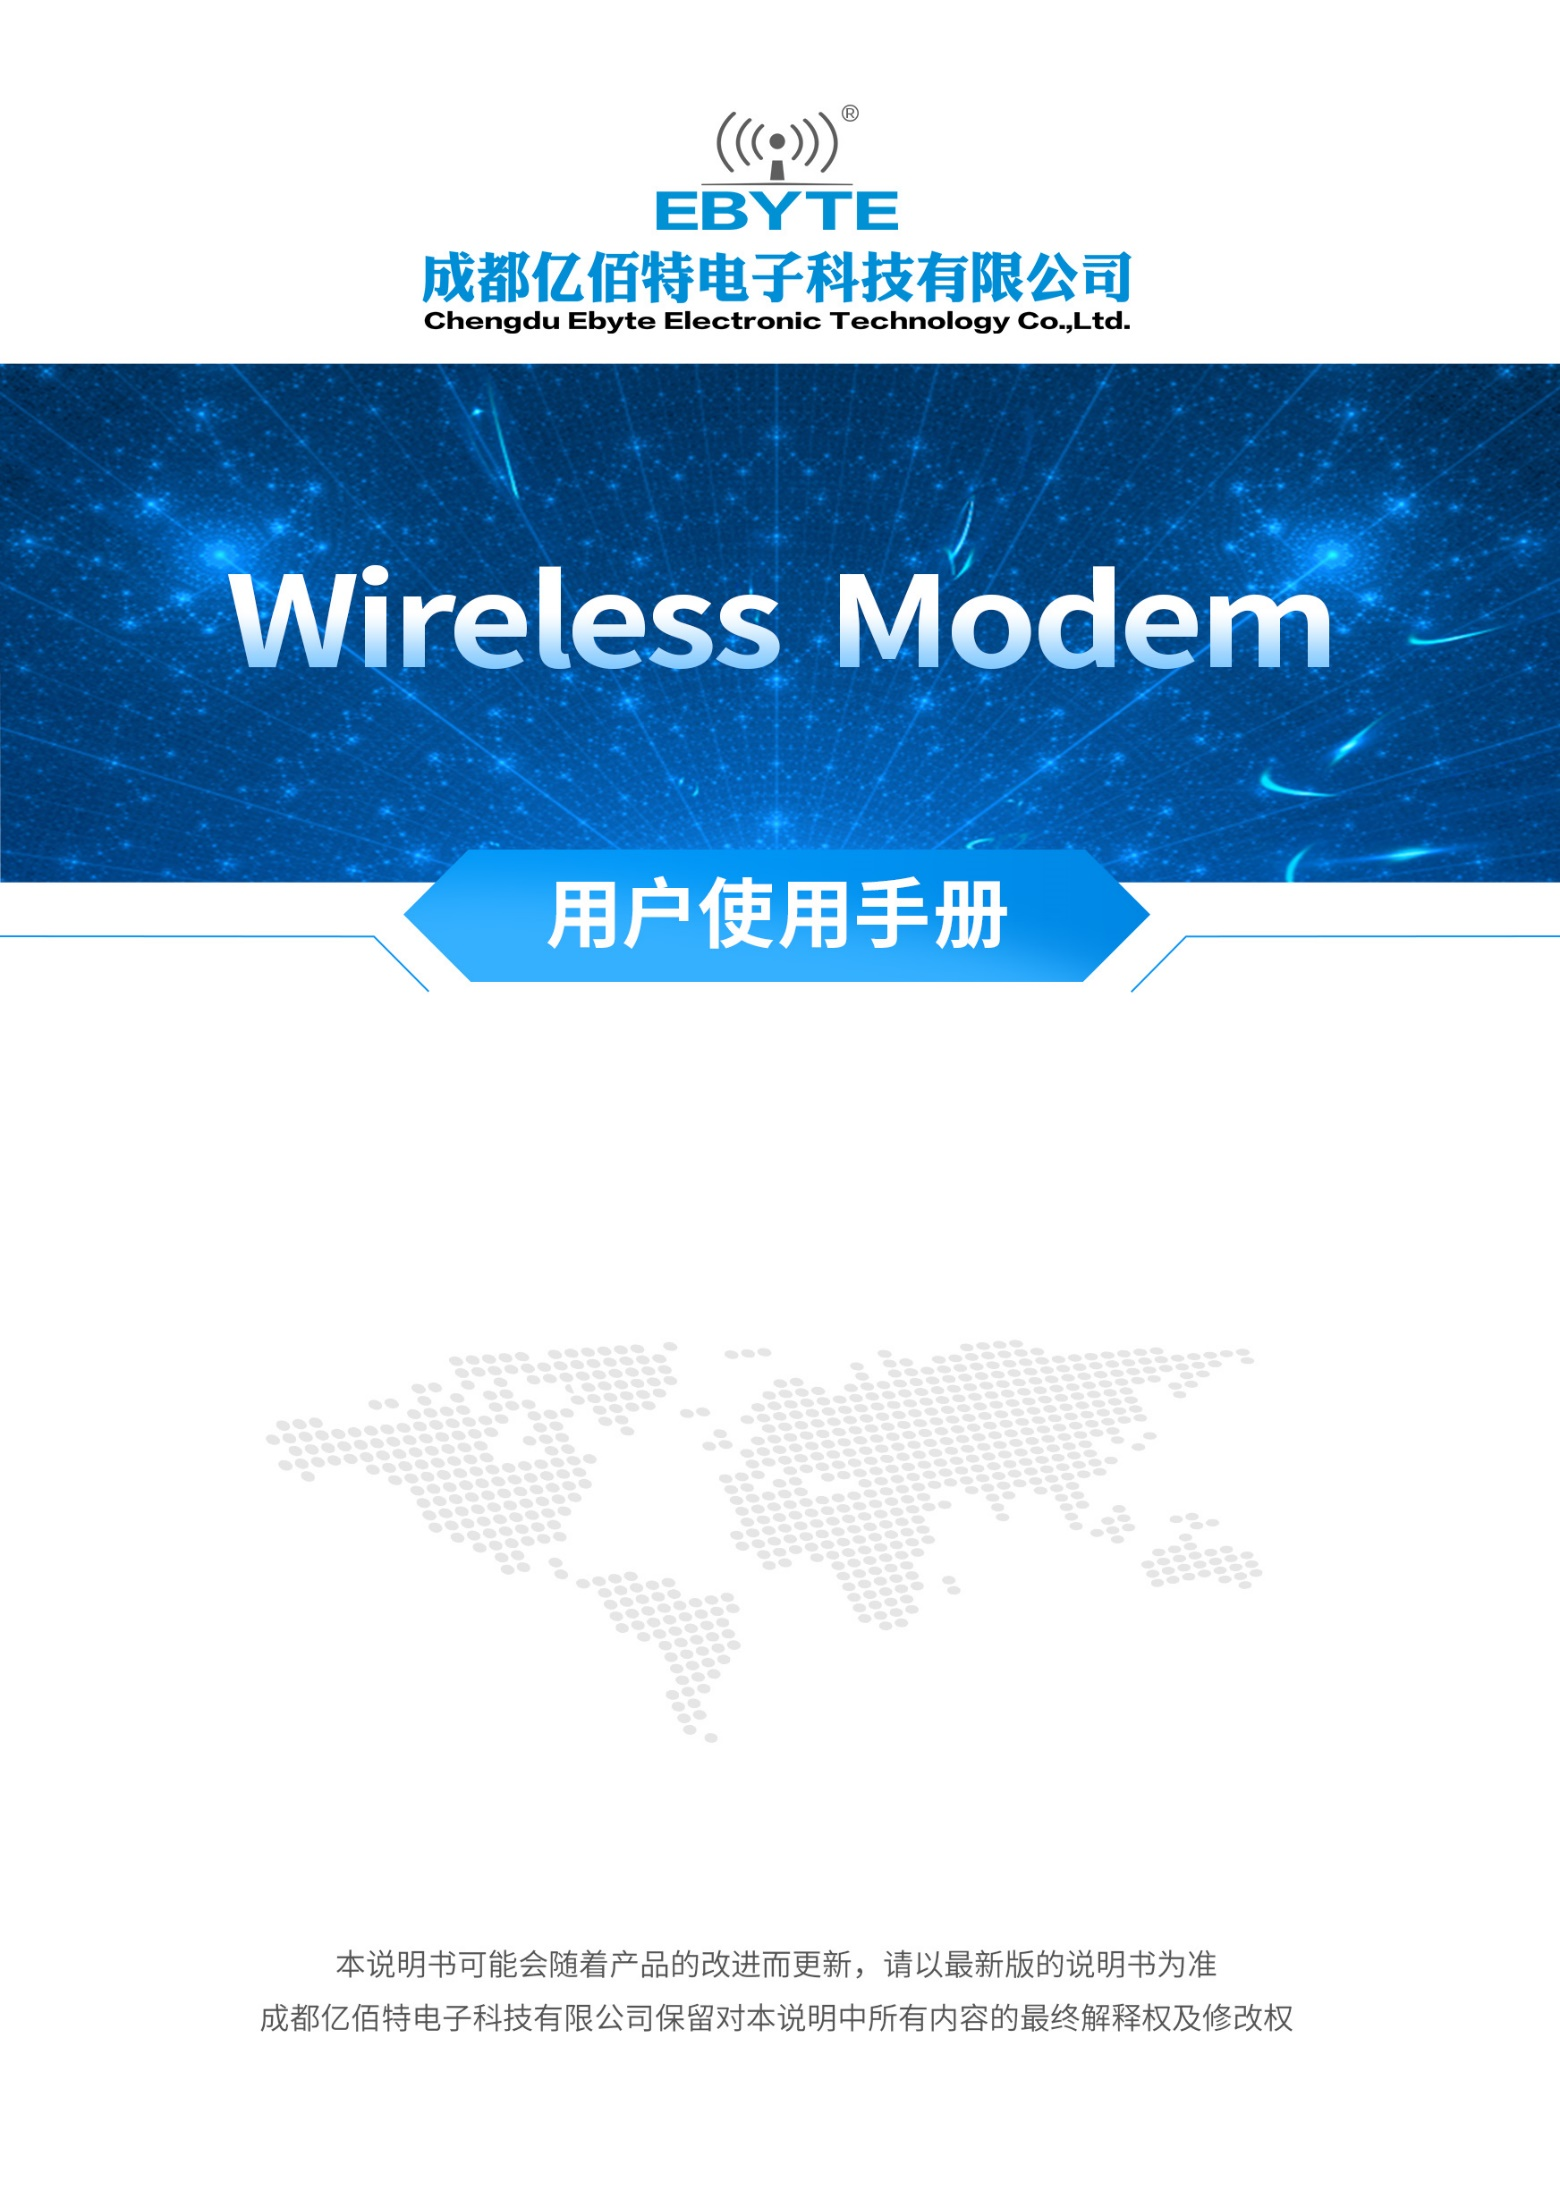 ®
EBYTE
成都亿佰特电子科技有限公司
Chengdu Ebyte Electronic Technology Co.,Ltd.
Wireless Modem
用户使用手册
本说明书可能会随着产品的改进而更新，请以最新版的说明书为准
成都亿佰特电子科技有限公司保留对本说明中所有内容的最终解释权及修改权